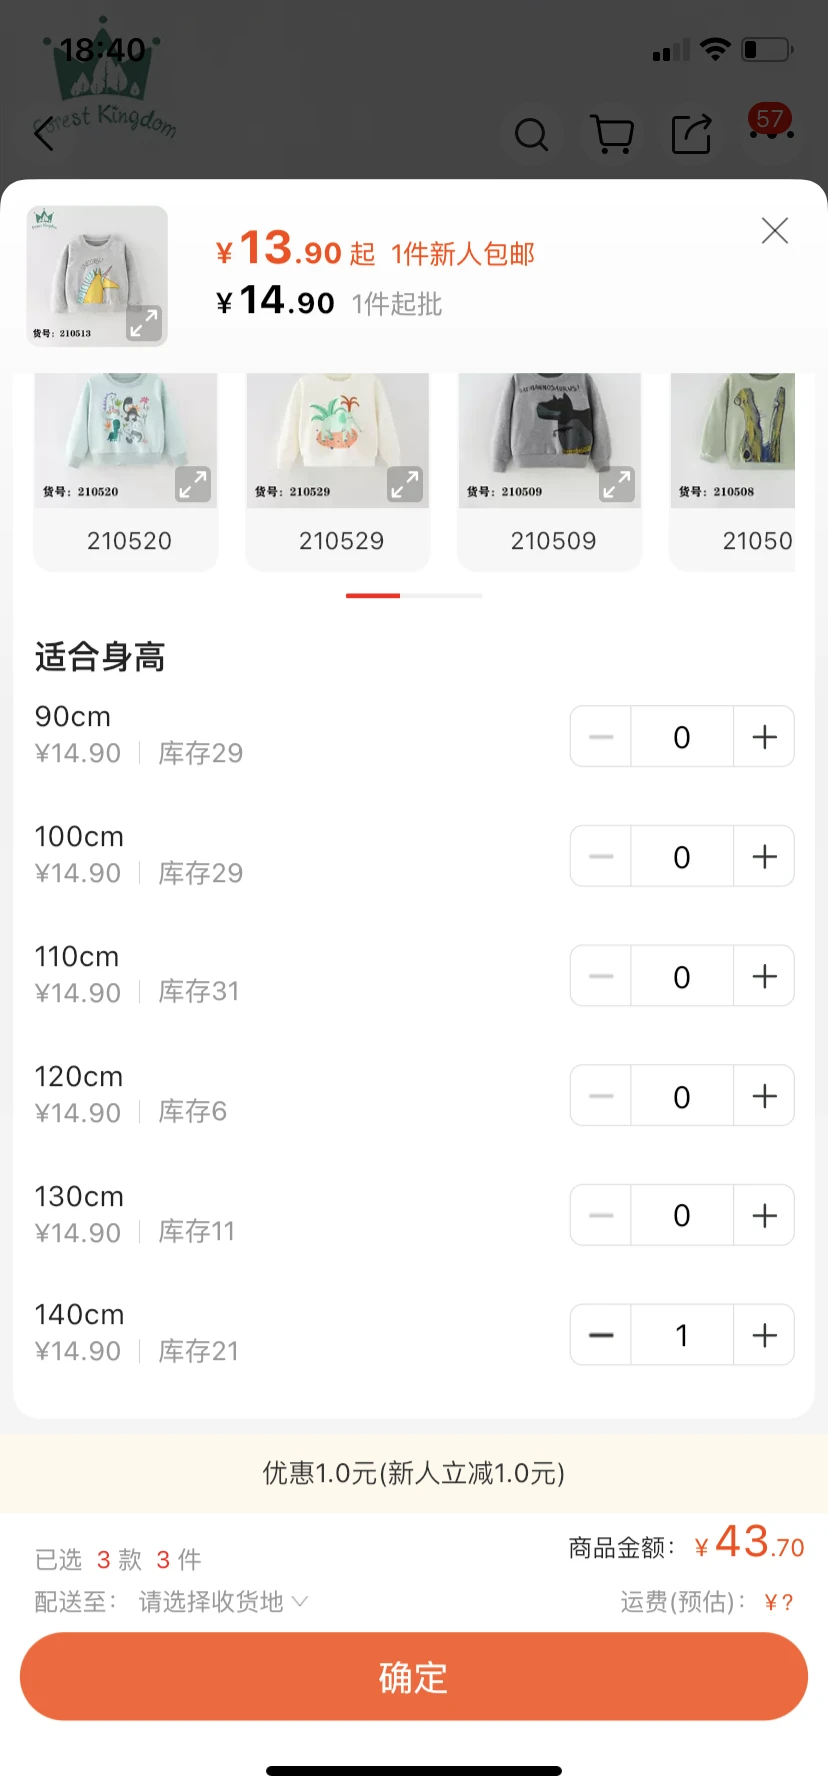 18:40
Forest Kingdom
57
¥13.90 起 1件新人包邮
¥14.90 1件起批
货号：210513
货号：210520
货号：210529
货号：210509
货号：210508
210520
210529
210509
21050
适合身高
90cm
¥14.90 库存29
0
100cm
¥14.90 库存29
0
110cm
¥14.90 库存31
0
120cm
¥14.90 库存6
0
130cm
¥14.90 库存11
0
140cm
¥14.90 库存21
1
优惠1.0元(新人立减1.0元)
已选 3 款 3 件
商品金额： ¥43.70
配送至： 请选择收货地
运费(预估)： ¥?
确定